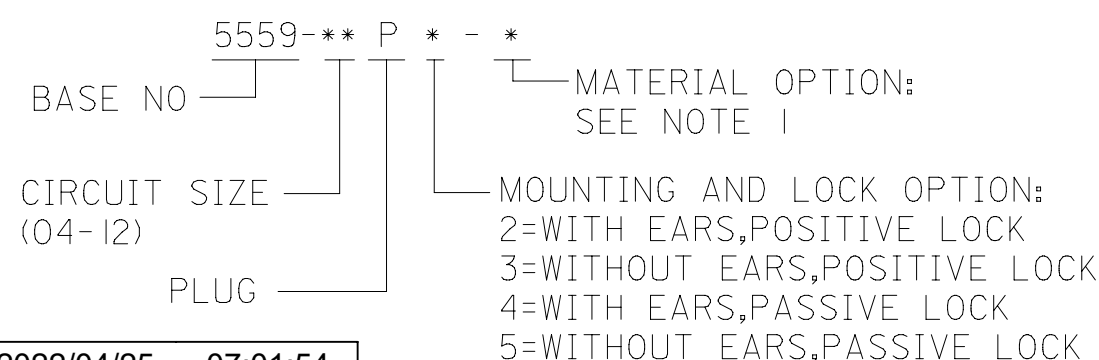 5559-** P * - *
BASE NO
MATERIAL OPTION:
SEE NOTE 1
CIRCUIT SIZE
(04-12)
PLUG
MOUNTING AND LOCK OPTION:
2=WITH EARS,POSITIVE LOCK
3=WITHOUT EARS,POSITIVE LOCK
4=WITH EARS,PASSIVE LOCK
5=WITHOUT EARS,PASSIVE LOCK